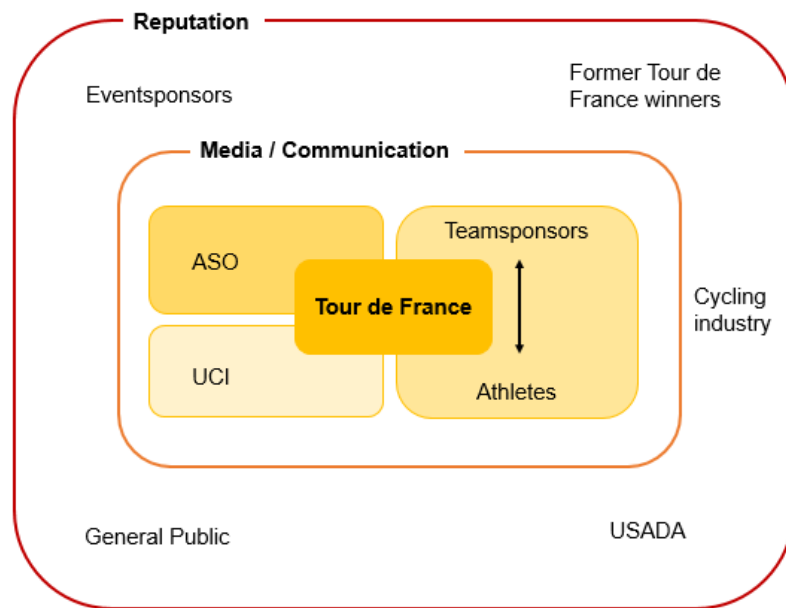 Reputation
Eventsponsors
Former Tour de
France winners
Media / Communication
ASO
Teamsponsors
Tour de France
Cycling
industry
UCI
Athletes
General Public
USADA